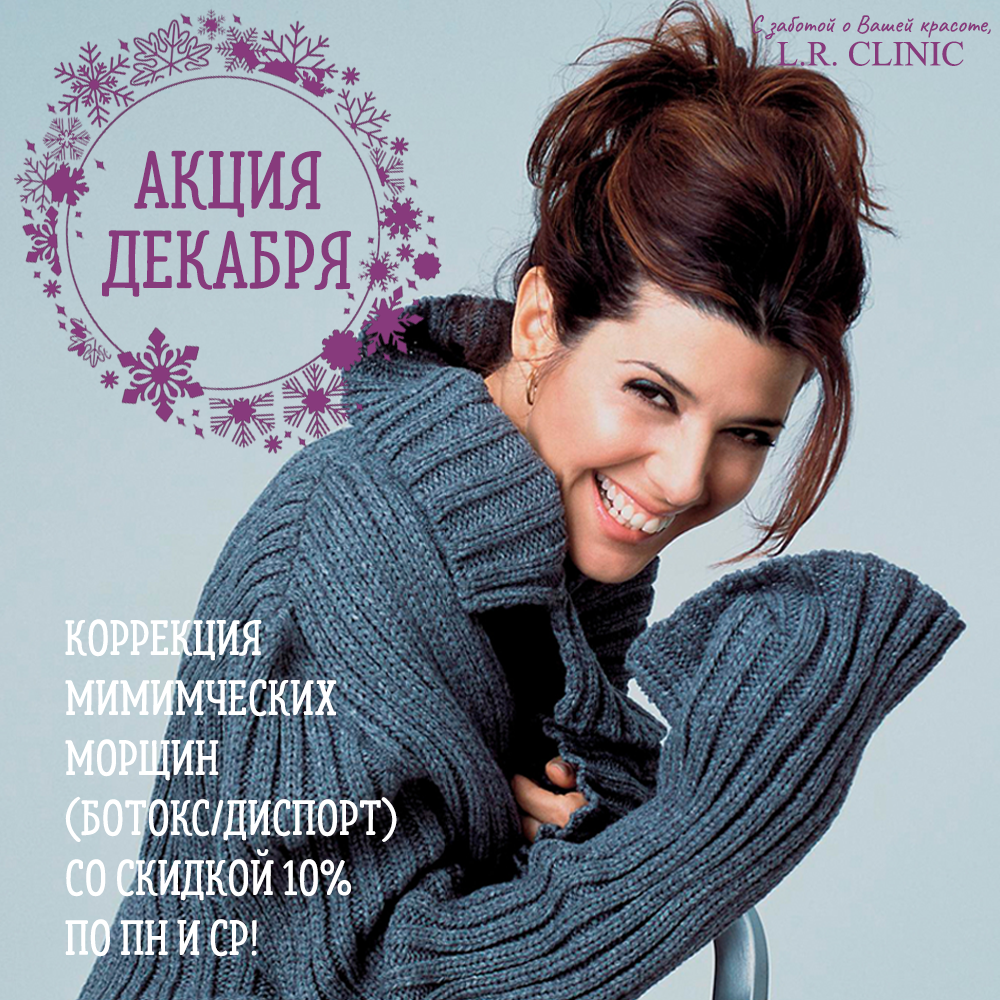 С заботой о Вашей красоте,
L.R. CLINIC
АКЦИЯ
ДЕКАБРЯ
КОРРЕКЦИЯ
МИМИМЧЕСКИХ
МОРЩИН
(БОТОКС/ДИСПОРТ)
СО СКИДКОЙ 10%
ПО ПН И СР!